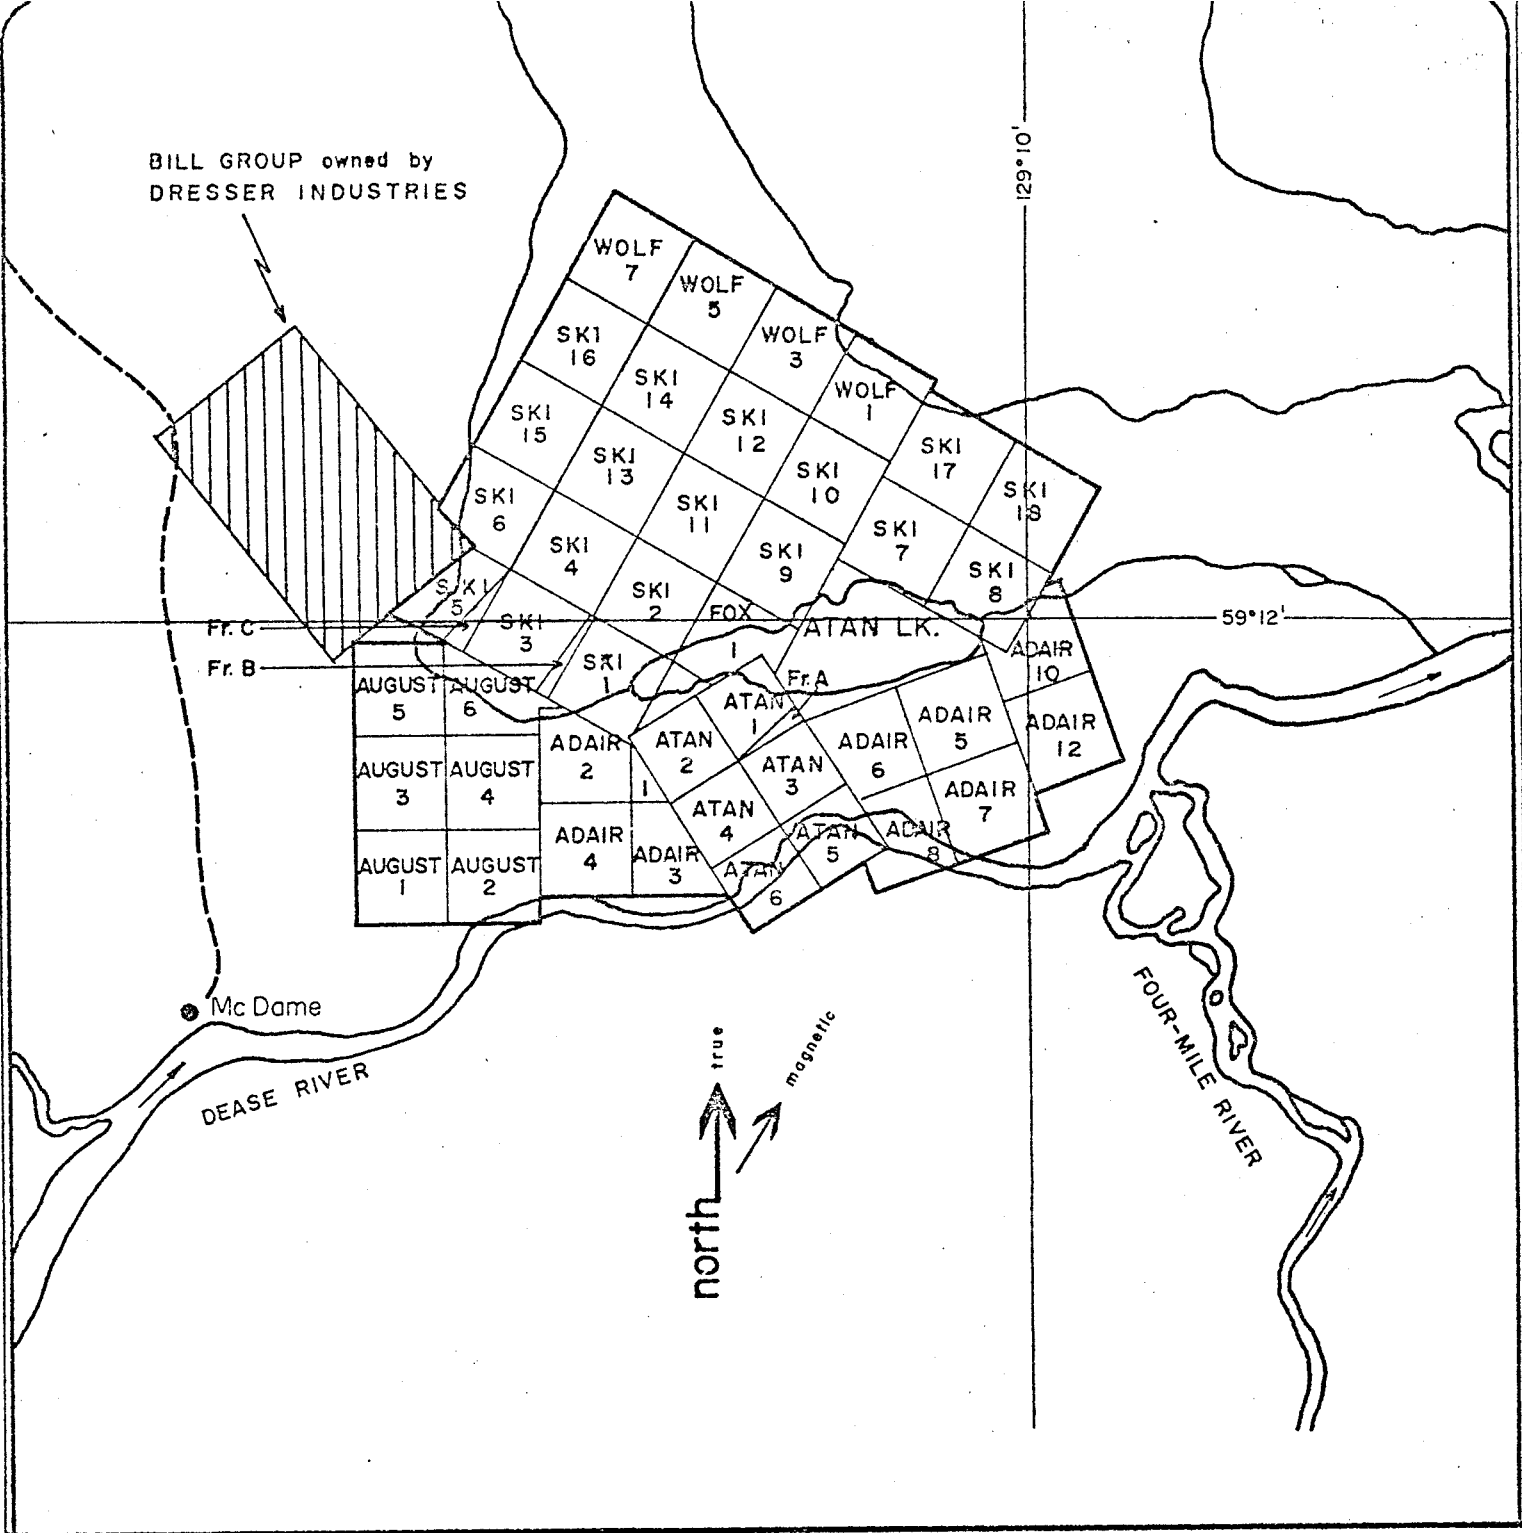 BILL GROUP owned by
DRESSER INDUSTRIES
129°10'
WOLF
7
WOLF
5
WOLF
3
WOLF
1
SKI
16
SKI
14
SKI
12
SKI
10
SKI
17
SKI
18
SKI
15
SKI
13
SKI
11
SKI
9
SKI
7
SKI
8
SKI
6
SKI
4
SKI
2
FOX
1
ATAN LK.
59°12'
SKI
5
SKI
3
SKI
1
Fr. C
Fr. B
Fr. A
AUGUST
5
AUGUST
6
AUGUST
3
AUGUST
4
AUGUST
1
AUGUST
2
ADAIR
2
1
ADAIR
4
ADAIR
3
ATAN
1
ATAN
2
ATAN
3
ATAN
4
ATAN
5
ATAN
6
ADAIR
6
ADAIR
5
ADAIR
10
ADAIR
12
ADAIR
7
ADAIR
8
Mc Dame
DEASE RIVER
FOUR-MILE RIVER
true
magnetic
north